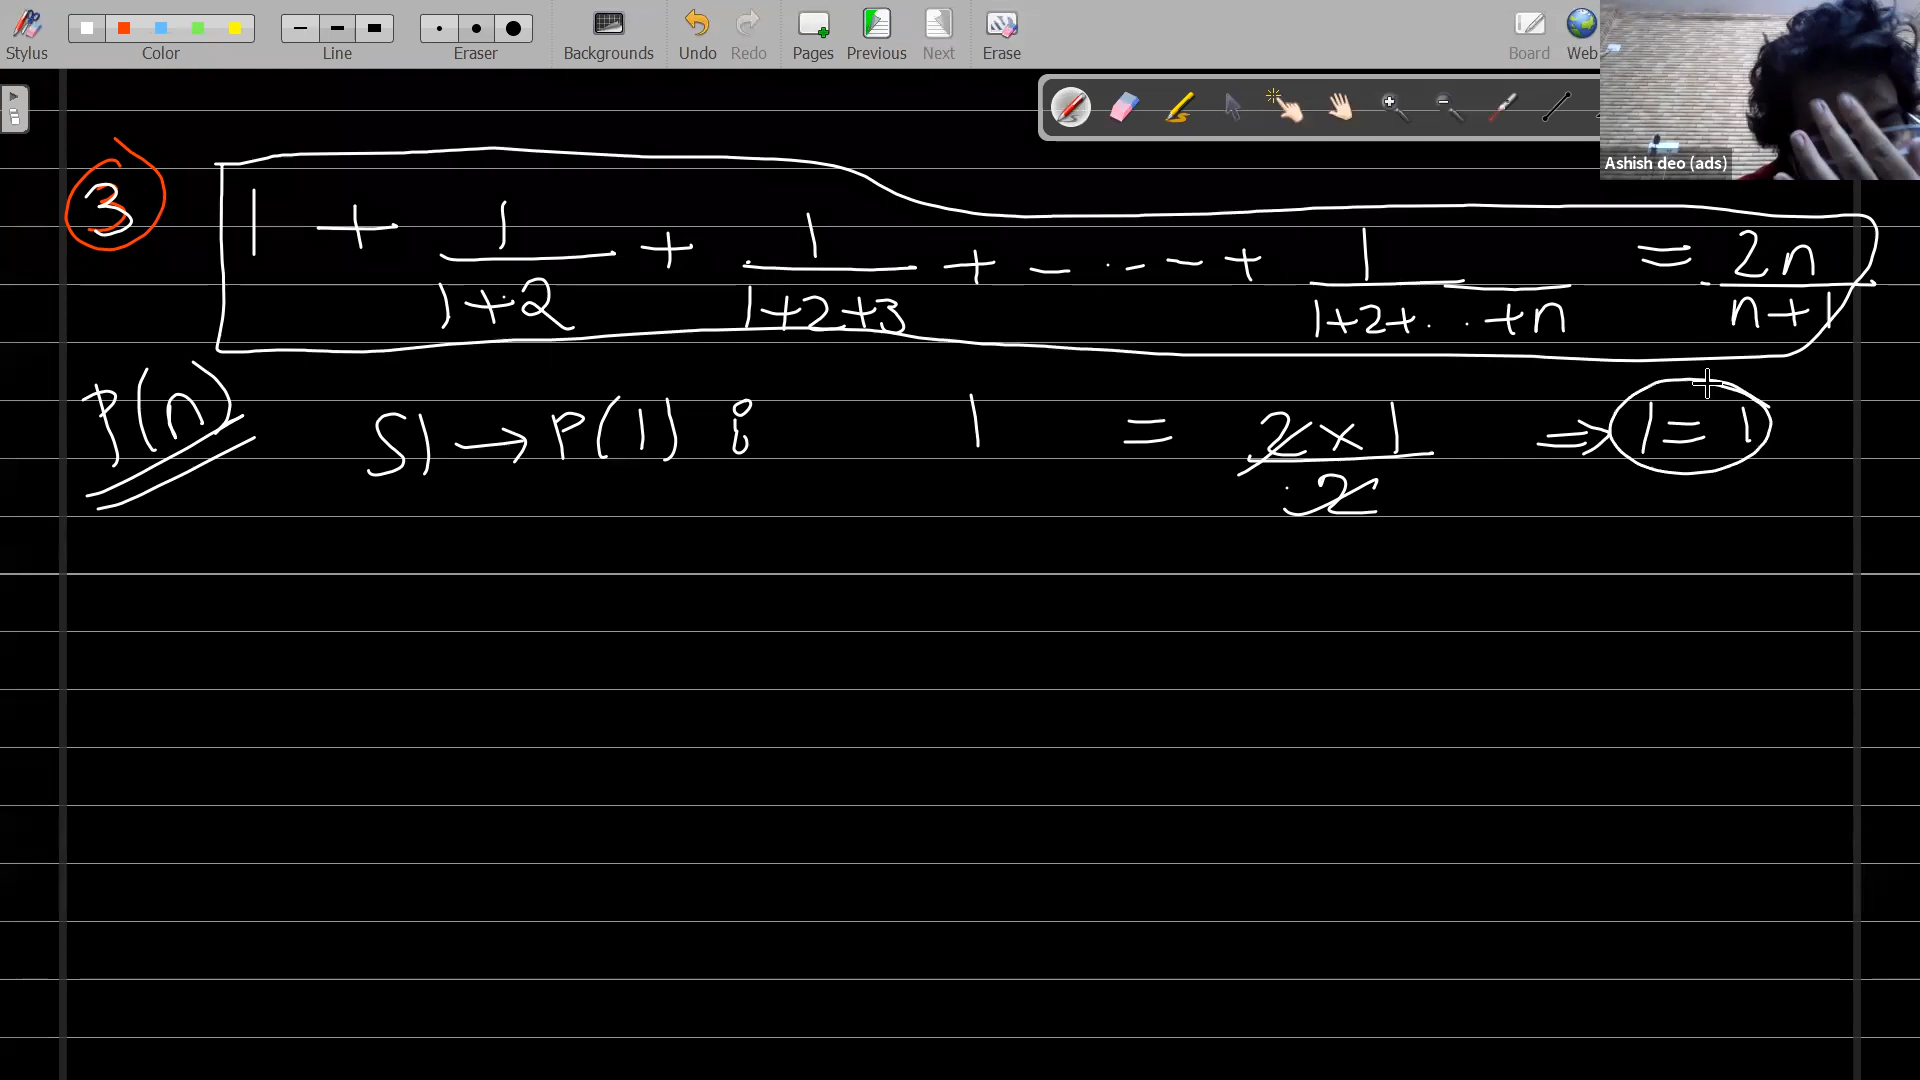 Stylus Color Line Eraser Backgrounds Undo Redo Pages Previous Next Erase Board Web
Ashish deo (ads)
3 1 + 1/(1+2) + 1/(1+2+3) + - · - - + 1/(1+2+ . . +n) = 2n/(n+1)
P(n) S1 → P(1) : 1 = (2×1)/2 ⇒ 1=1